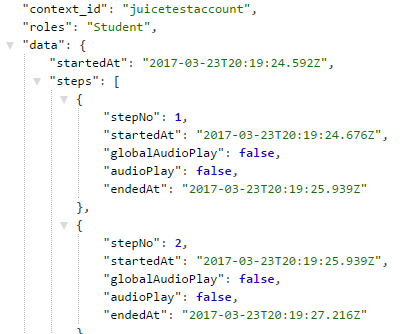 "context_id": "juicetestaccount",
"roles": "Student",
"data": {
"startedAt": "2017-03-23T20:19:24.592Z",
"steps": [
{
"stepNo": 1,
"startedAt": "2017-03-23T20:19:24.676Z",
"globalAudioPlay": false,
"audioPlay": false,
"endedAt": "2017-03-23T20:19:25.939Z"
},
{
"stepNo": 2,
"startedAt": "2017-03-23T20:19:25.939Z",
"globalAudioPlay": false,
"audioPlay": false,
"endedAt": "2017-03-23T20:19:27.216Z"
},